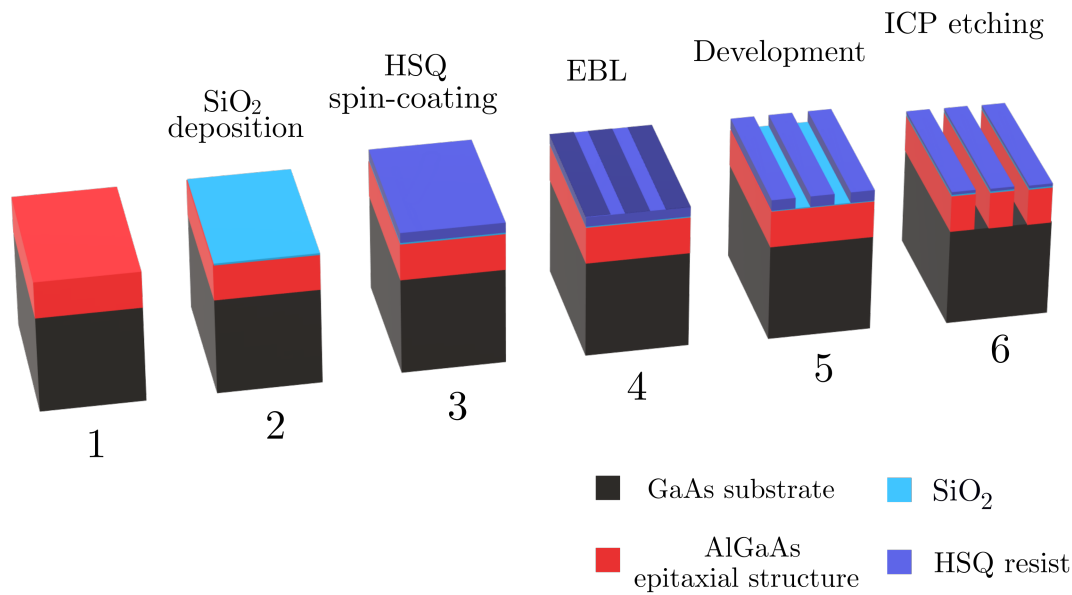 SiO₂
deposition
HSQ
spin-coating
EBL
Development
ICP etching
1
2
3
4
5
6
GaAs substrate
SiO₂
AlGaAs
epitaxial structure
HSQ resist